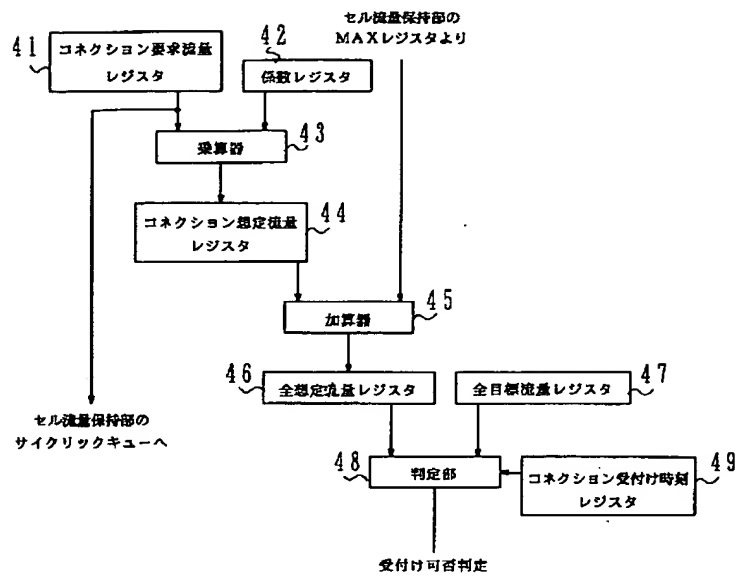 セル流量保持部の
MAXレジスタより
41
コネクション要求流量
レジスタ
42
係数レジスタ
乗算器
43
コネクション想定流量
レジスタ
44
加算器
45
46
全想定流量レジスタ
全目標流量レジスタ
47
セル流量保持部の
サイクリックキューへ
48
判定部
コネクション受付け時刻
レジスタ
49
受付け可否判定